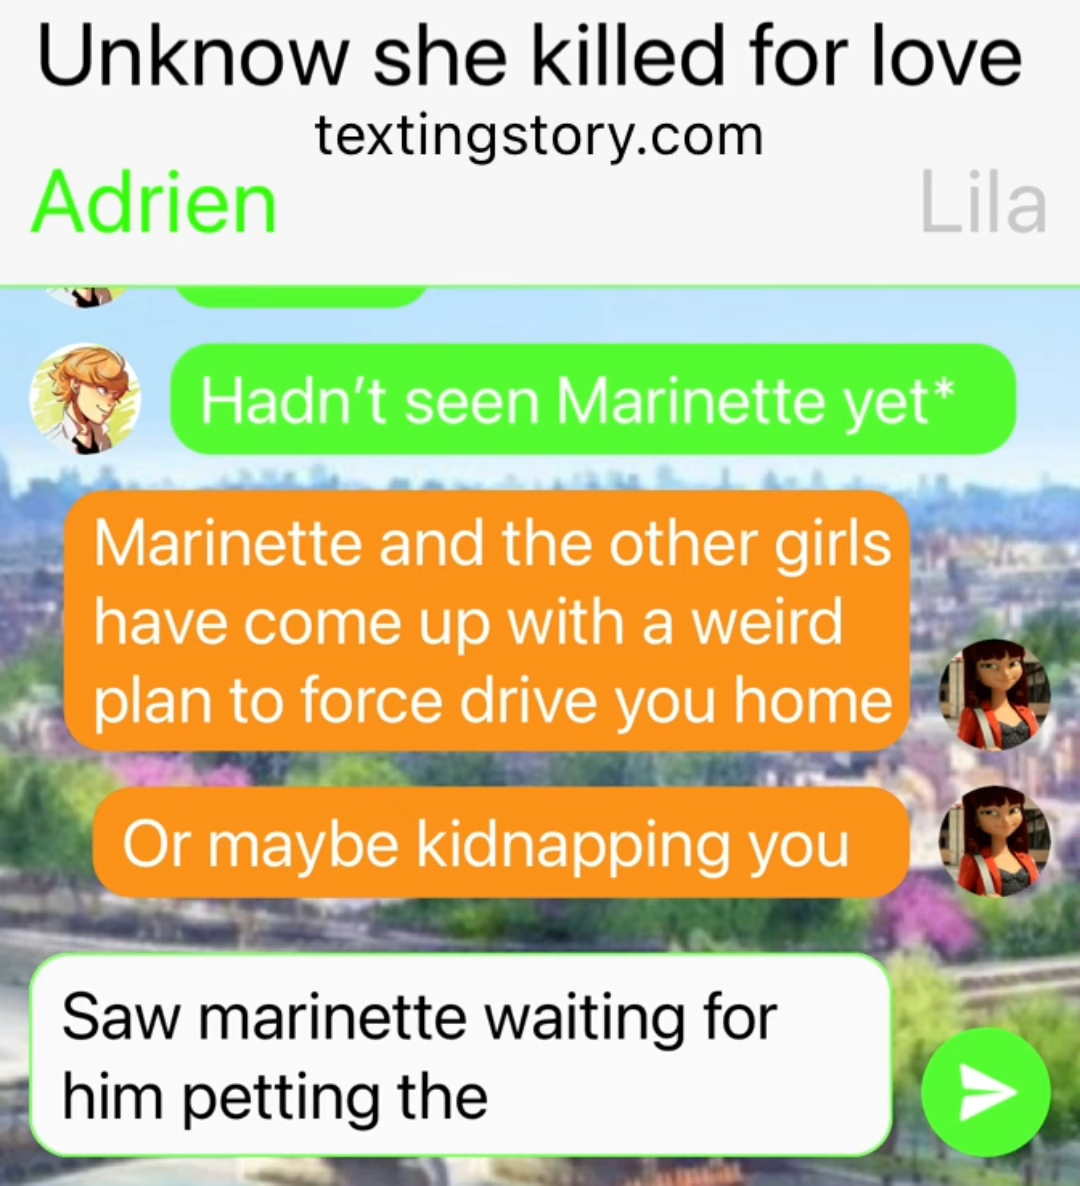 Unknow she killed for love
textingstory.com
Adrien
Lila
Hadn't seen Marinette yet*
Marinette and the other girls
have come up with a weird
plan to force drive you home
Or maybe kidnapping you
Saw marinette waiting for
him petting the